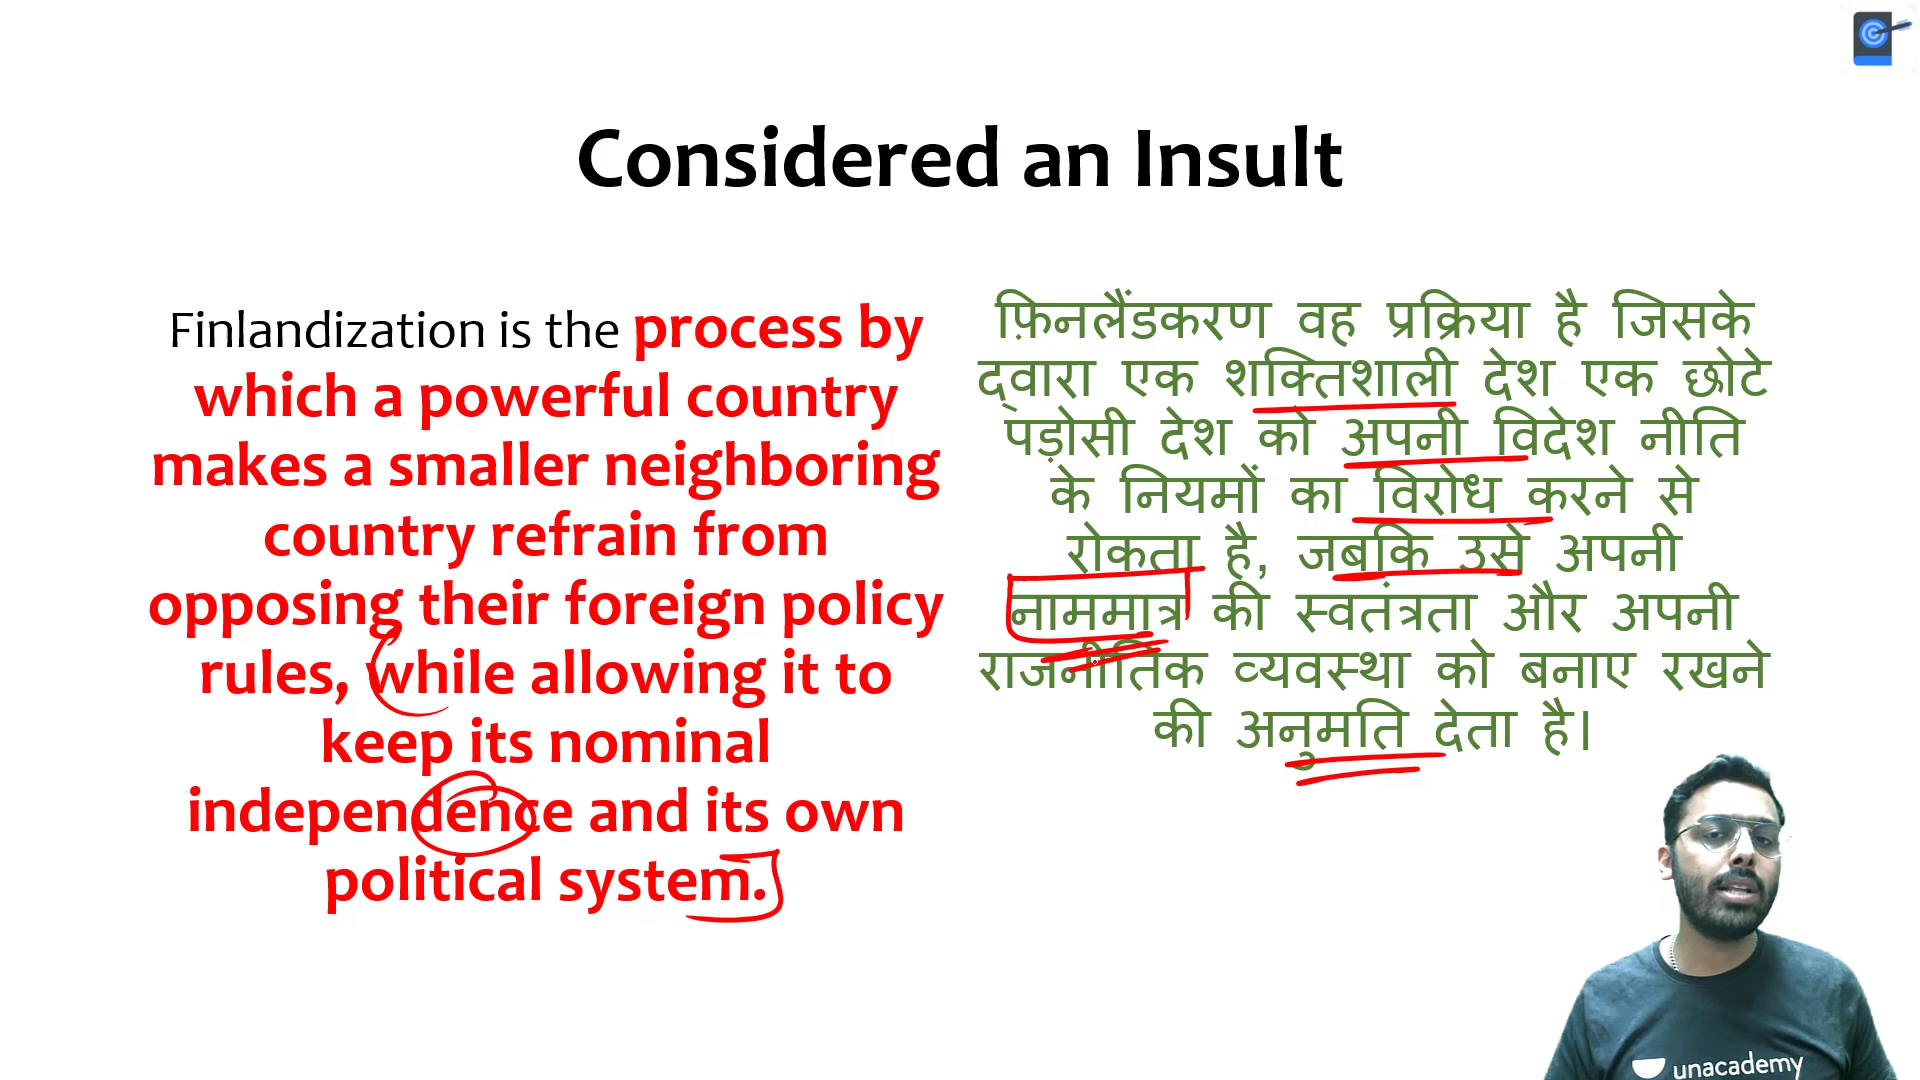 Considered an Insult
Finlandization is the process by
which a powerful country
makes a smaller neighboring
country refrain from
opposing their foreign policy
rules, while allowing it to
keep its nominal
independence and its own
political system.
फ़िनलैंडकरण वह प्रक्रिया है जिसके
द्वारा एक शक्तिशाली देश एक छोटे
पड़ोसी देश को अपनी विदेश नीति
के नियमों का विरोध करने से
रोकता है, जबकि उसे अपनी
नाममात्र की स्वतंत्रता और अपनी
राजनीतिक व्यवस्था को बनाए रखने
की अनुमति देता है।
unacademy